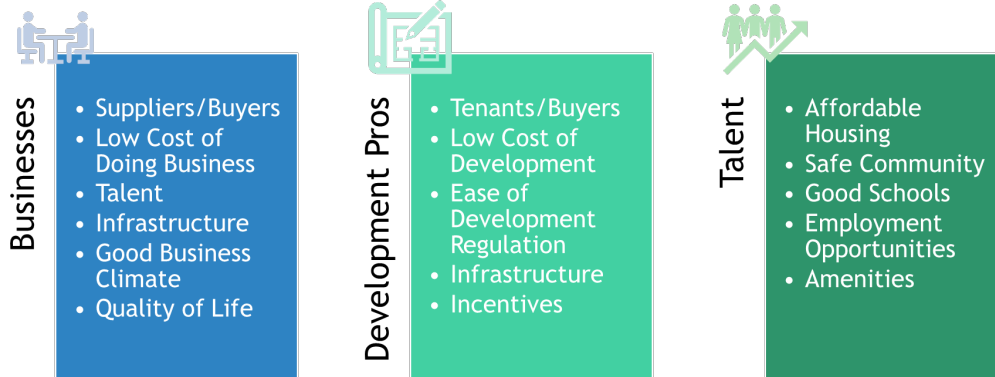 Businesses
• Suppliers/Buyers
• Low Cost of
Doing Business
• Talent
• Infrastructure
• Good Business
Climate
• Quality of Life
Development Pros
• Tenants/Buyers
• Low Cost of
Development
• Ease of
Development
Regulation
• Infrastructure
• Incentives
Talent
• Affordable
Housing
• Safe Community
• Good Schools
• Employment
Opportunities
• Amenities